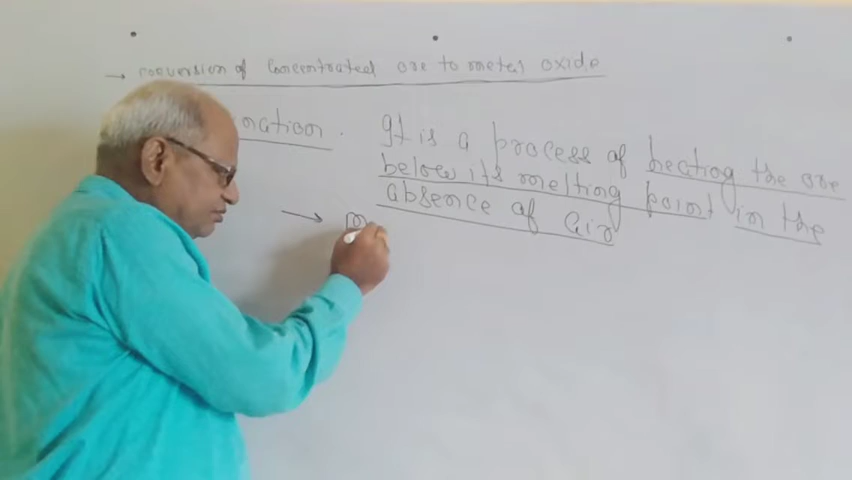 → conversion of concentrated ore to metal oxide
nation. It is a process of heating the ore
below its melting point in the
absence of air
→